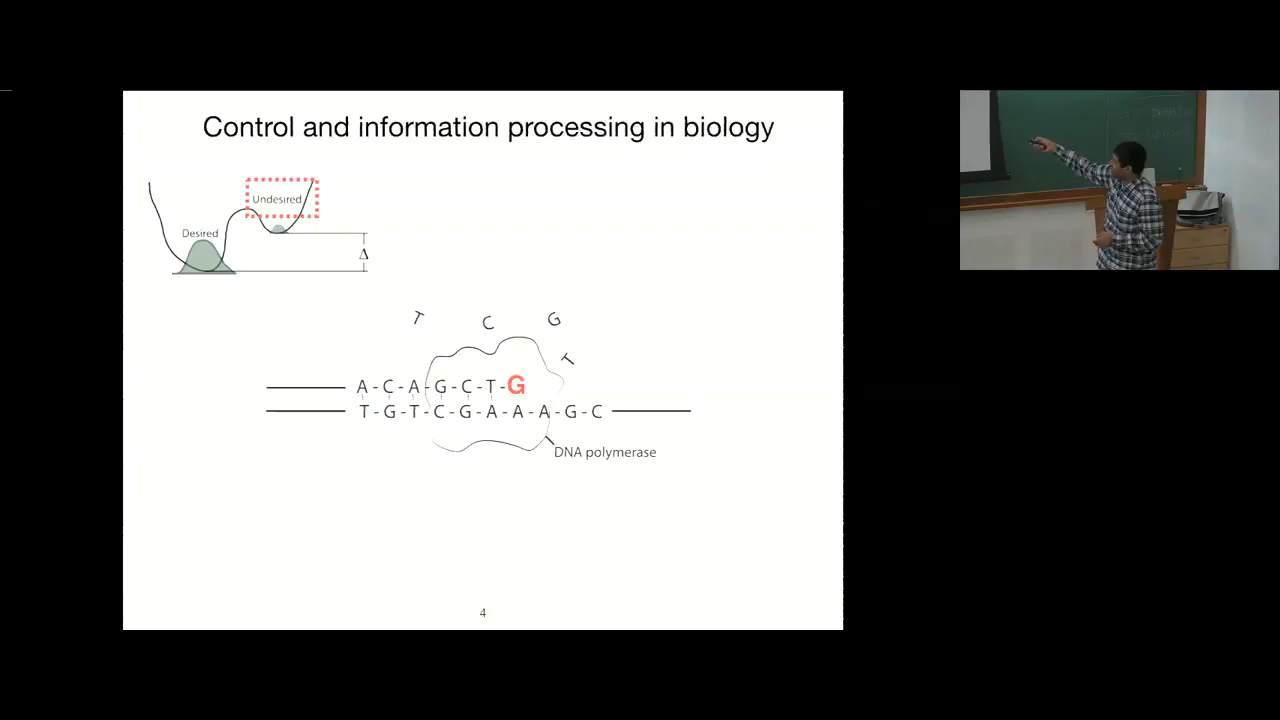 Control and information processing in biology
Undesired
Desired
Δ
T C G
T
A-C-A-G-C-T-G
T-G-T-C-G-A-A-A-G-C
DNA polymerase
4